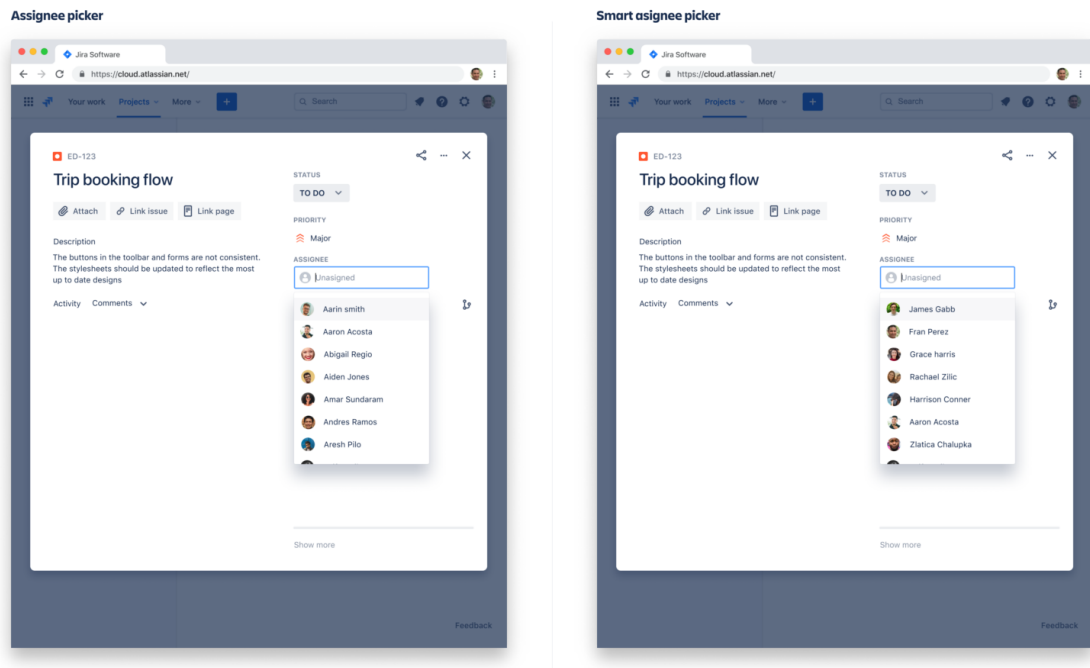 Assignee picker
Jira Software
https://cloud.atlassian.net/
Your work Projects More + Search
ED-123
Trip booking flow
Attach Link issue Link page
Description
The buttons in the toolbar and forms are not consistent.
The stylesheets should be updated to reflect the most
up to date designs
Activity Comments
STATUS
TO DO
PRIORITY
Major
ASSIGNEE
Unasigned
Aarin smith
Aaron Acosta
Abigail Regio
Aiden Jones
Amar Sundaram
Andres Ramos
Aresh Pilo
Show more
Feedback
Smart asignee picker
Jira Software
https://cloud.atlassian.net/
Your work Projects More + Search
ED-123
Trip booking flow
Attach Link issue Link page
Description
The buttons in the toolbar and forms are not consistent.
The stylesheets should be updated to reflect the most
up to date designs
Activity Comments
STATUS
TO DO
PRIORITY
Major
ASSIGNEE
Unasigned
James Gabb
Fran Perez
Grace harris
Rachael Zilic
Harrison Conner
Aaron Acosta
Zlatica Chalupka
Show more
Feedback